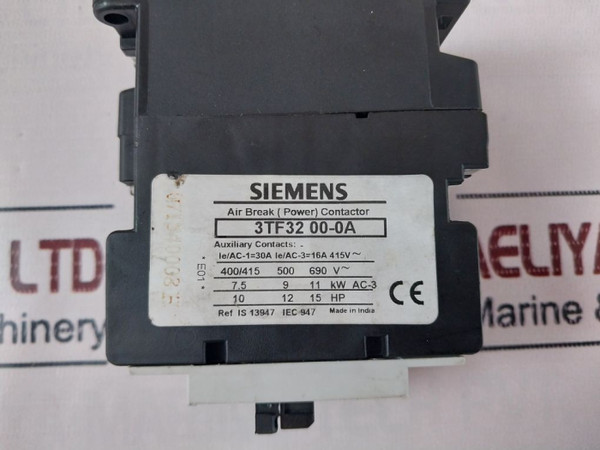 SIEMENS
Air Break ( Power) Contactor
3TF32 00-0A
Auxiliary Contacts: -
Ie/AC-1=30A Ie/AC-3=16A 415V~
400/415 500 690 V~
7.5 9 11 kW AC-3
10 12 15 HP
Ref IS 13947 IEC 947 Made in India
* E01 *
CE
LTD
hinery
AELIYA
Marine &